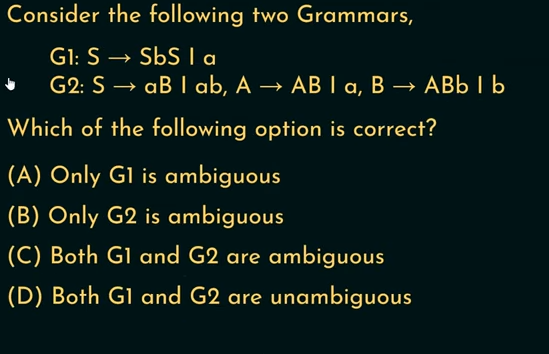 Consider the following two Grammars,
G1: S → SbS | a
G2: S → aB | ab, A → AB | a, B → ABb | b
Which of the following option is correct?
(A) Only G1 is ambiguous
(B) Only G2 is ambiguous
(C) Both G1 and G2 are ambiguous
(D) Both G1 and G2 are unambiguous